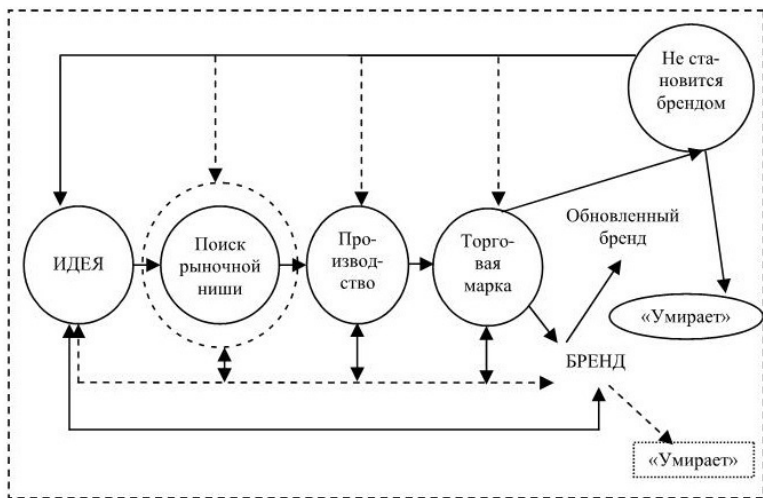 Не ста-
новится
брендом
Обновленный
бренд
ИДЕЯ
Поиск
рыночной
ниши
Про-
извод-
ство
Торго-
вая
марка
«Умирает»
БРЕНД
«Умирает»